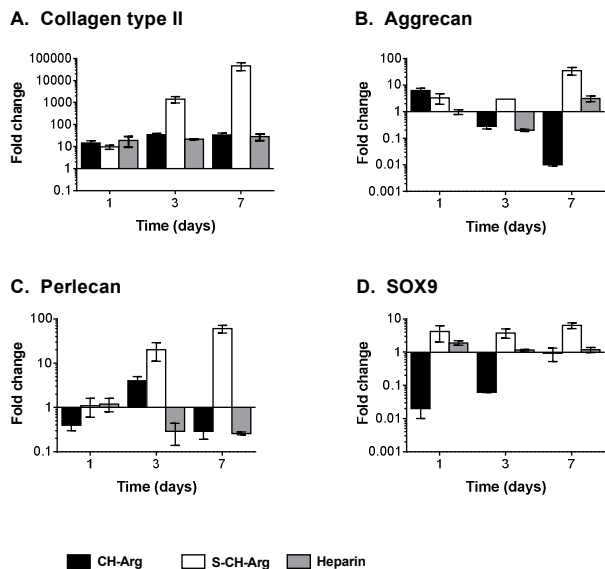 A. Collagen type II
B. Aggrecan
Fold change
100000
10000
1000
100
10
1
0.1
1
3
7
Time (days)
Fold change
100
10
1
0.1
0.01
0.001
1
3
7
Time (days)
C. Perlecan
D. SOX9
Fold change
100
10
1
0.1
1
3
7
Time (days)
Fold change
10
1
0.1
0.01
0.001
1
3
7
Time (days)
CH-Arg
S-CH-Arg
Heparin